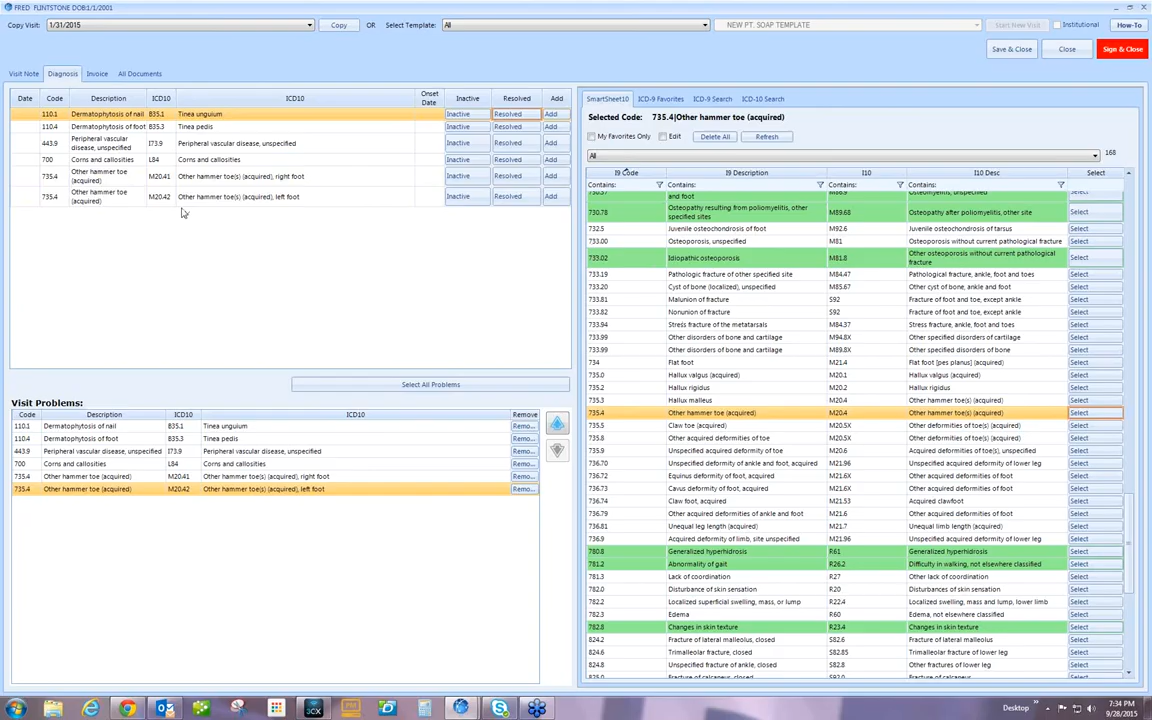 FRED FLINTSTONE DOB:1/1/2001
Copy Visit: 1/31/2015 Copy OR Select Template: All NEW PT. SOAP TEMPLATE Start New Visit Institutional How-To
Save & Close Close Sign & Close
Visit Note Diagnosis Invoice All Documents
Date Code Description ICD10 ICD10 Onset Date Inactive Resolved Add
110.1 Dermatophytosis of nail B35.1 Tinea unguium Inactive Resolved Add
110.4 Dermatophytosis of foot B35.3 Tinea pedis Inactive Resolved Add
443.9 Peripheral vascular disease, unspecified I73.9 Peripheral vascular disease, unspecified Inactive Resolved Add
700 Corns and callosities L84 Corns and callosities Inactive Resolved Add
735.4 Other hammer toe (acquired) M20.41 Other hammer toe(s) (acquired), right foot Inactive Resolved Add
735.4 Other hammer toe (acquired) M20.42 Other hammer toe(s) (acquired), left foot Inactive Resolved Add
Select All Problems
Visit Problems:
Code Description ICD10 ICD10 Remove
110.1 Dermatophytosis of nail B35.1 Tinea unguium Remo...
110.4 Dermatophytosis of foot B35.3 Tinea pedis Remo...
443.9 Peripheral vascular disease, unspecified I73.9 Peripheral vascular disease, unspecified Remo...
700 Corns and callosities L84 Corns and callosities Remo...
735.4 Other hammer toe (acquired) M20.41 Other hammer toe(s) (acquired), right foot Remo...
735.4 Other hammer toe (acquired) M20.42 Other hammer toe(s) (acquired), left foot Remo...
SmartSheet10 ICD-9 Favorites ICD-9 Search ICD-10 Search
Selected Code: 735.4|Other hammer toe (acquired)
My Favorites Only Edit Delete All Refresh
All 168
I9 Code I9 Description I10 I10 Desc Select
Contains: Contains: Contains: Contains:
and foot Select
730.78 Osteopathy resulting from poliomyelitis, other specified sites M89.68 Osteopathy after poliomyelitis, other site Select
732.5 Juvenile osteochondrosis of foot M92.6 Juvenile osteochondrosis of tarsus Select
733.00 Osteoporosis, unspecified M81 Osteoporosis without current pathological fracture Select
733.02 Idiopathic osteoporosis M81.8 Other osteoporosis without current pathological fracture Select
733.19 Pathologic fracture of other specified site M84.47 Pathological fracture, ankle, foot and toes Select
733.20 Cyst of bone (localized), unspecified M85.67 Other cyst of bone, ankle and foot Select
733.81 Malunion of fracture S92 Fracture of foot and toe, except ankle Select
733.82 Nonunion of fracture S92 Fracture of foot and toe, except ankle Select
733.94 Stress fracture of the metatarsals M84.37 Stress fracture, ankle, foot and toes Select
733.99 Other disorders of bone and cartilage M94.8X Other specified disorders of cartilage Select
733.99 Other disorders of bone and cartilage M89.8X Other specified disorders of bone Select
734 Flat foot M21.4 Flat foot [pes planus] (acquired) Select
735.0 Hallux valgus (acquired) M20.1 Hallux valgus (acquired) Select
735.2 Hallux rigidus M20.2 Hallux rigidus Select
735.3 Hallux malleus M20.4 Other hammer toe(s) (acquired) Select
735.4 Other hammer toe (acquired) M20.4 Other hammer toe(s) (acquired) Select
735.5 Claw toe (acquired) M20.5X Other deformities of toe(s) (acquired) Select
735.8 Other acquired deformities of toe M20.5X Other deformities of toe(s) (acquired) Select
735.9 Unspecified acquired deformity of toe M20.6 Acquired deformities of toe(s), unspecified Select
736.70 Unspecified deformity of ankle and foot, acquired M21.96 Unspecified acquired deformity of lower leg Select
736.72 Equinus deformity of foot, acquired M21.6X Other acquired deformities of foot Select
736.73 Cavus deformity of foot, acquired M21.6X Other acquired deformities of foot Select
736.74 Claw foot, acquired M21.53 Acquired clawfoot Select
736.79 Other acquired deformities of ankle and foot M21.6 Other acquired deformities of foot Select
736.81 Unequal leg length (acquired) M21.7 Unequal limb length (acquired) Select
736.9 Acquired deformity of limb, site unspecified M21.96 Unspecified acquired deformity of lower leg Select
780.8 Generalized hyperhidrosis R61 Generalized hyperhidrosis Select
781.2 Abnormality of gait R26.2 Difficulty in walking, not elsewhere classified Select
781.3 Lack of coordination R27 Other lack of coordination Select
782.0 Disturbance of skin sensation R20 Disturbances of skin sensation Select
782.2 Localized superficial swelling, mass, or lump R22.4 Localized swelling, mass and lump, lower limb Select
782.3 Edema R60 Edema, not elsewhere classified Select
782.8 Changes in skin texture R23.4 Changes in skin texture Select
824.2 Fracture of lateral malleolus, closed S82.6 Fracture of lateral malleolus Select
824.6 Trimalleolar fracture, closed S82.85 Trimalleolar fracture of lower leg Select
824.8 Unspecified fracture of ankle, closed S82.8 Other fractures of lower leg Select
Desktop 7:34 PM
9/28/2015